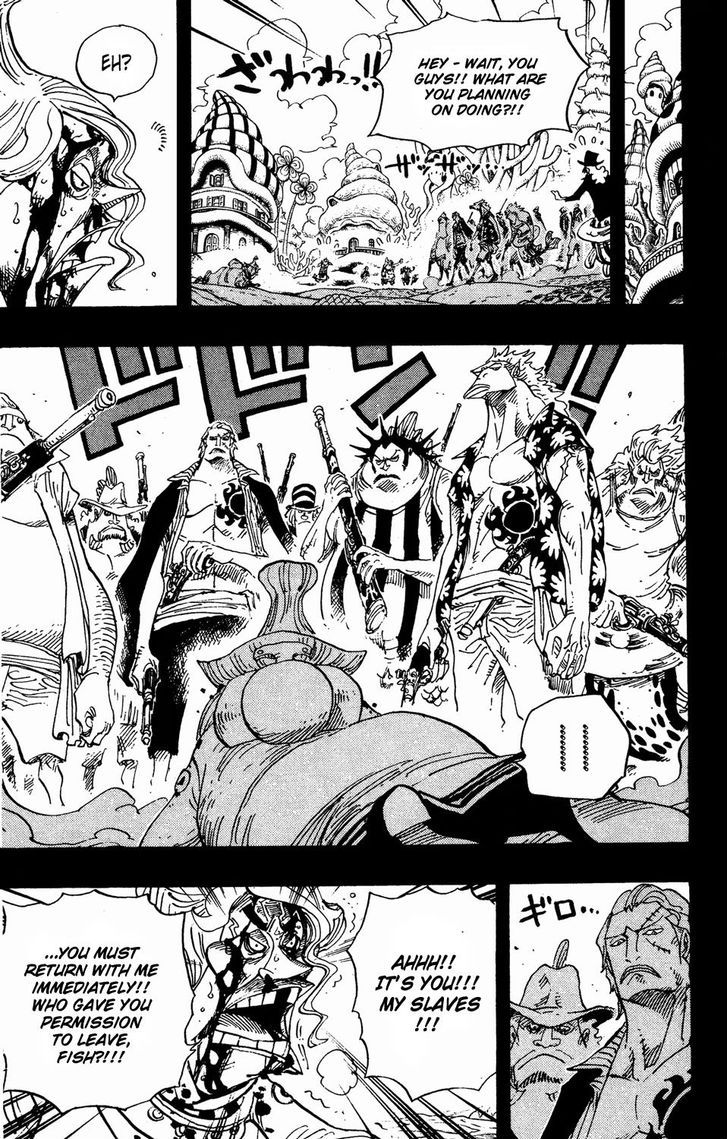 HEY - WAIT, YOU
GUYS!! WHAT ARE
YOU PLANNING
ON DOING?!!
ざわわっ!!
ザッザッ...
EH?
ドドドン!!
!!
AHHH!!
IT'S YOU!!!
MY SLAVES
!!!
ギロ...
...YOU MUST
RETURN WITH ME
IMMEDIATELY!!
WHO GAVE YOU
PERMISSION
TO LEAVE,
FISH?!!!